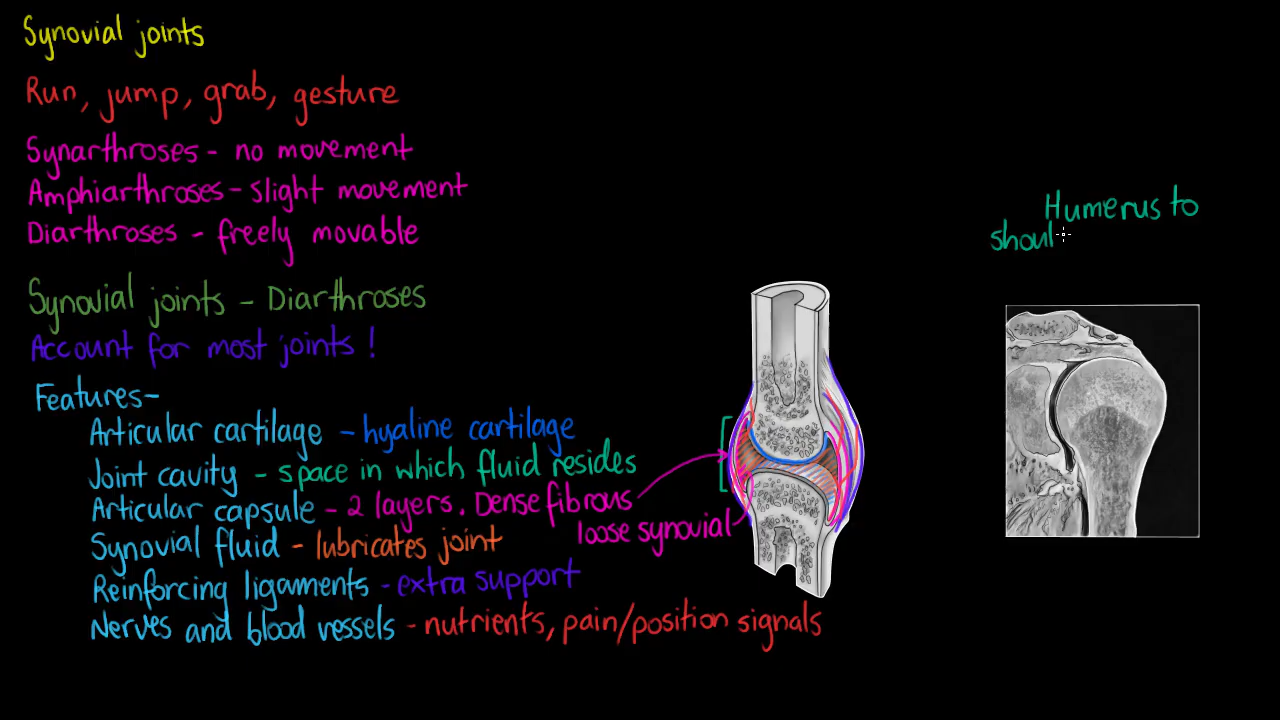 Synovial joints
Run, jump, grab, gesture
Synarthroses - no movement
Amphiarthroses - slight movement
Diarthroses - freely movable
Synovial joints - Diarthroses
Account for most joints !
Features-
Articular cartilage - hyaline cartilage
Joint cavity - space in which fluid resides
Articular capsule - 2 layers. Dense fibrous
loose synovial
Synovial fluid - lubricates joint
Reinforcing ligaments - extra support
Nerves and blood vessels - nutrients, pain/position signals
Humerus to
shoul